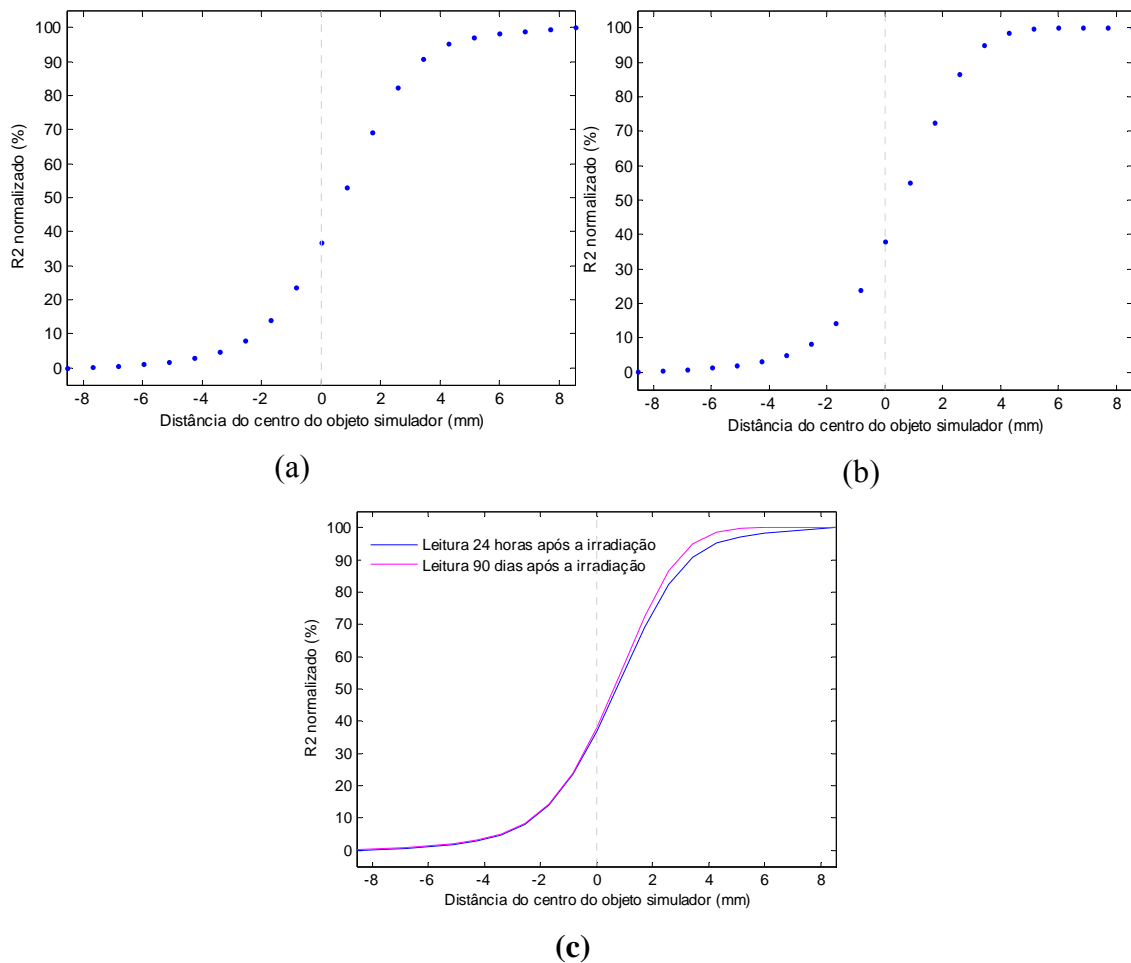 100
90
80
70
60
50
40
30
20
10
0
R2 normalizado (%)
-8 -6 -4 -2 0 2 4 6 8
Distância do centro do objeto simulador (mm)
(a)
100
90
80
70
60
50
40
30
20
10
0
R2 normalizado (%)
-8 -6 -4 -2 0 2 4 6 8
Distância do centro do objeto simulador (mm)
(b)
100
90
80
70
60
50
40
30
20
10
0
R2 normalizado (%)
Leitura 24 horas após a irradiação
Leitura 90 dias após a irradiação
-8 -6 -4 -2 0 2 4 6 8
Distância do centro do objeto simulador (mm)
(c)